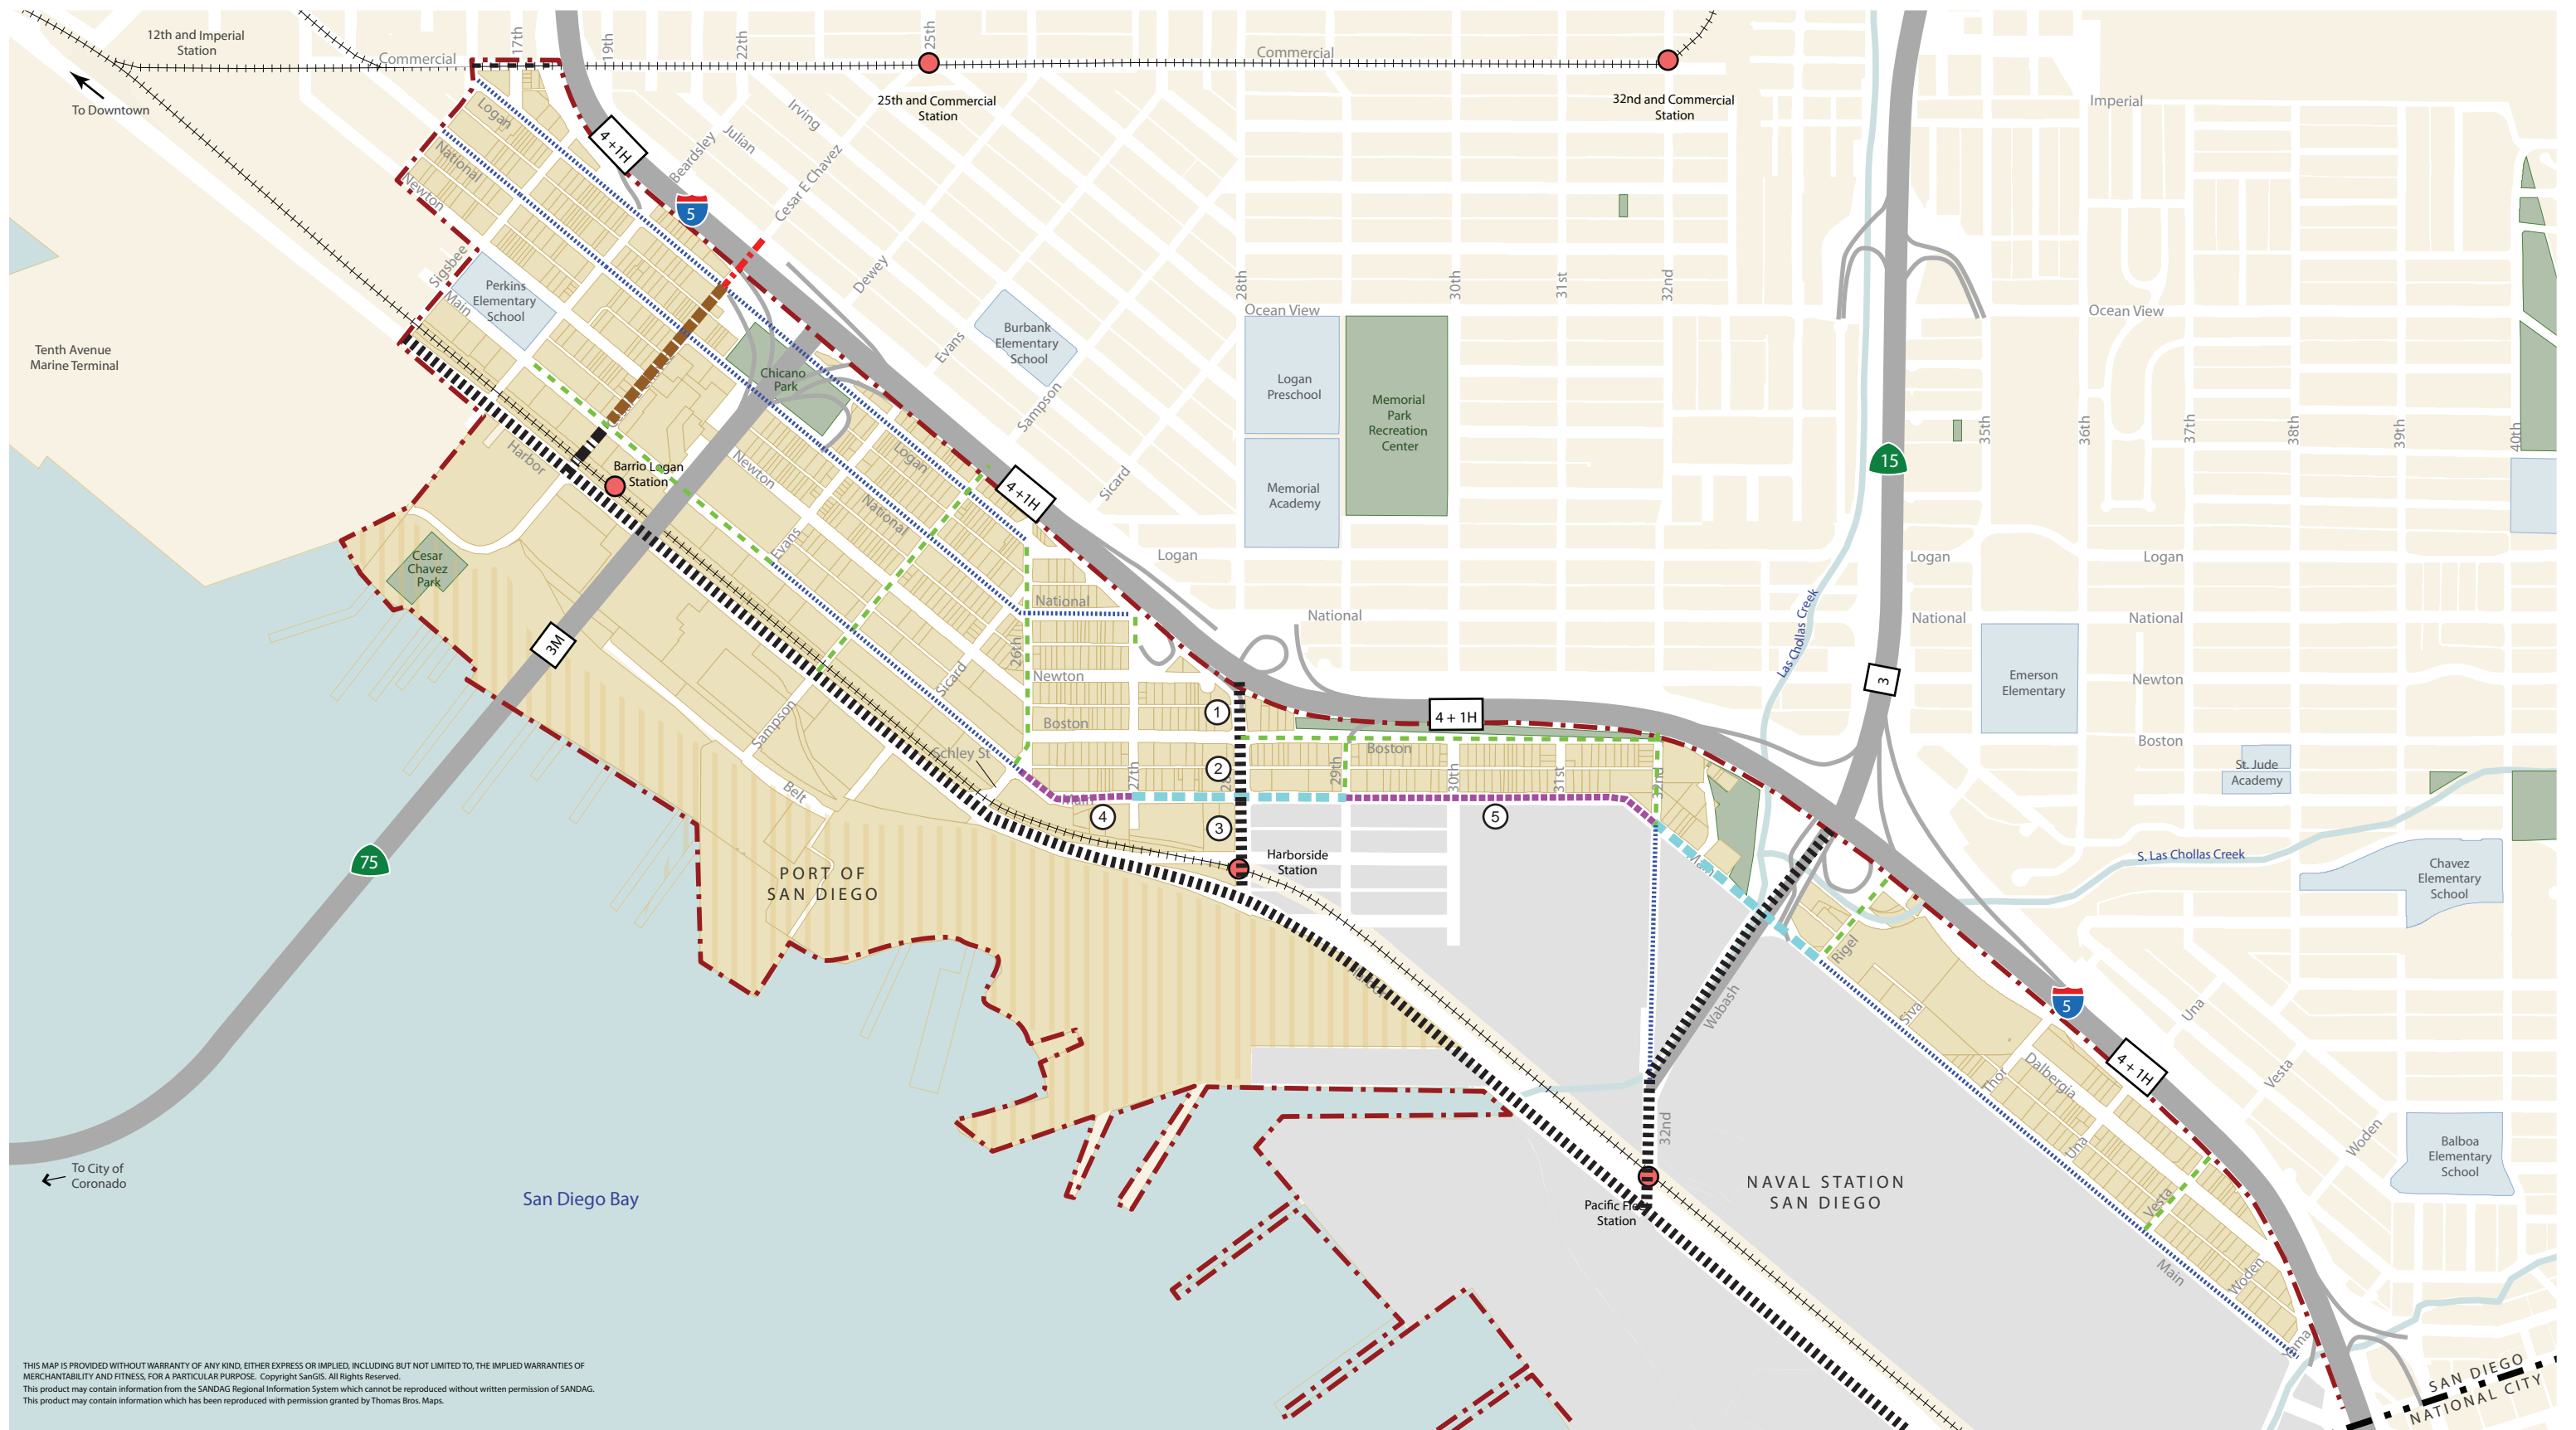 12th and Imperial
Station
Commercial
17th
19th
22th
25th
Commercial
To Downtown
25th and Commercial
Station
32nd and Commercial
Station
Imperial
Logan
National
Newton
4 +1H
Beardsley
Julian
Irving
Cesar E Chavez
5
Sigsbee
Main
Perkins
Elementary
School
Dewey
Evans
Sampson
Sicard
Burbank
Elementary
School
28th
30th
31st
32nd
Ocean View
Ocean View
Tenth Avenue
Marine Terminal
Chicano
Park
Logan
Preschool
Memorial
Park
Recreation
Center
Memorial
Academy
35th
36th
37th
38th
39th
40th
15
Harbor
Barrio Logan
Station
Newton
Logan
National
Evans
4 +1H
Cesar
Chavez
Park
Logan
Logan
Logan
National
National
National
National
Las Chollas Creek
3M
26th
Sicard
Newton
Newton
Emerson
Elementary
3
Sampson
Boston
1
4 + 1H
Boston
Boston
Schley St
2
27th
29th
30th
31st
32nd
St. Jude
Academy
Belt
Main
4
3
5
75
PORT OF
SAN DIEGO
Harborside
Station
Main
S. Las Chollas Creek
Chavez
Elementary
School
Rigel
Wabash
Siva
5
Una
Vesta
Woden
Thor
Dalbergia
4 + 1H
32nd
Una
Balboa
Elementary
School
To City of
Coronado
San Diego Bay
NAVAL STATION
SAN DIEGO
Pacific Fleet
Station
Vesta
Main
Woden
SAN DIEGO
NATIONAL CITY
THIS MAP IS PROVIDED WITHOUT WARRANTY OF ANY KIND, EITHER EXPRESS OR IMPLIED, INCLUDING BUT NOT LIMITED TO, THE IMPLIED WARRANTIES OF
MERCHANTABILITY AND FITNESS, FOR A PARTICULAR PURPOSE. Copyright SanGIS. All Rights Reserved.
This product may contain information from the SANDAG Regional Information System which cannot be reproduced without written permission of SANDAG.
This product may contain information which has been reproduced with permission granted by Thomas Bros. Maps.